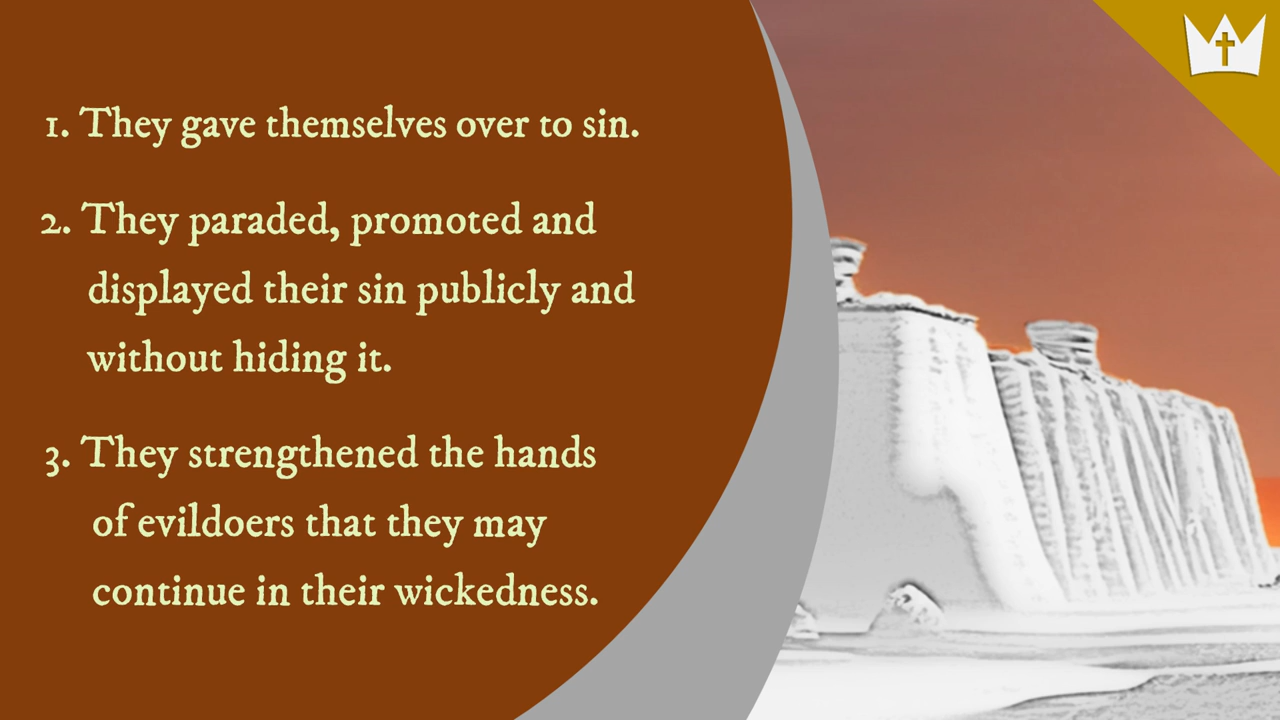 1. They gave themselves over to sin.
2. They paraded, promoted and
displayed their sin publicly and
without hiding it.
3. They strengthened the hands
of evildoers that they may
continue in their wickedness.